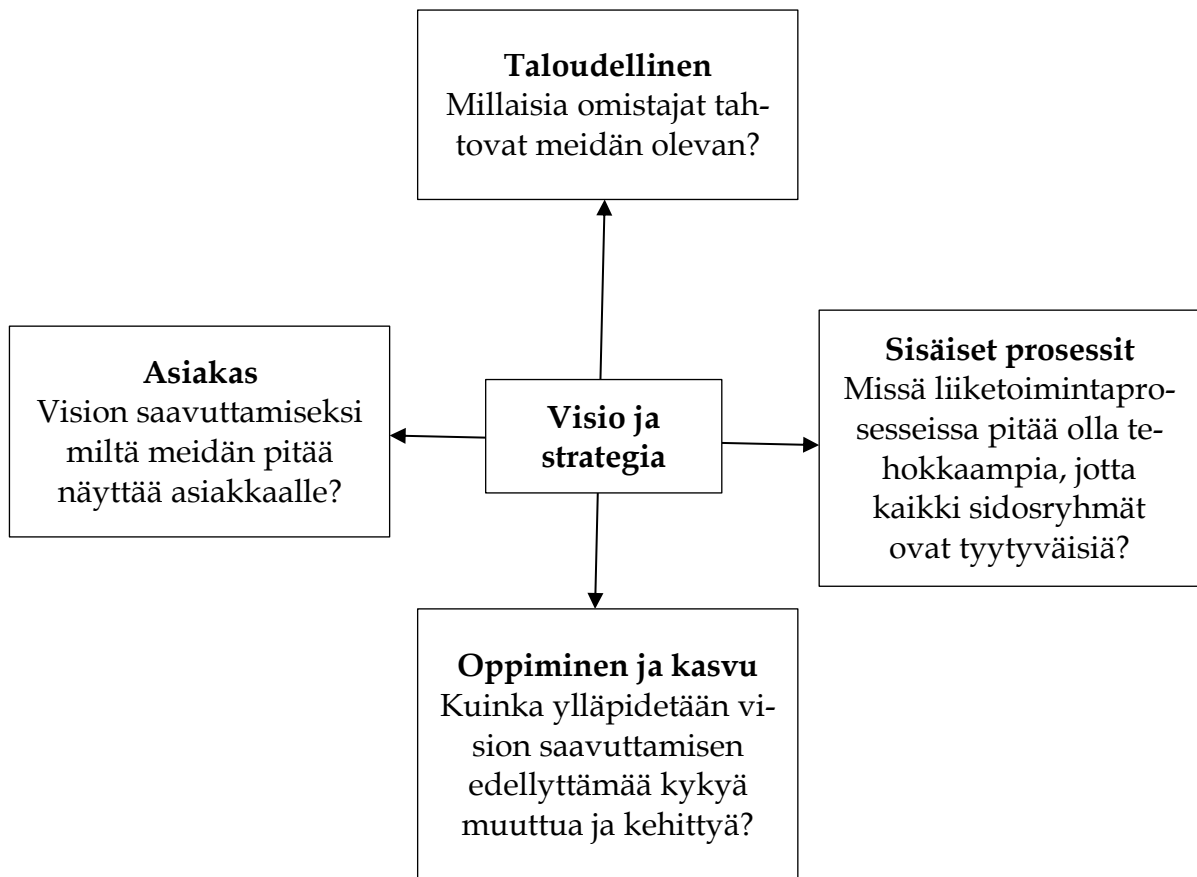 Taloudellinen
Millaisia omistajat tah-
tovat meidän olevan?
Asiakas
Vision saavuttamiseksi
miltä meidän pitää
näyttää asiakkaalle?
Visio ja
strategia
Sisäiset prosessit
Missä liiketoimintapro-
sesseissa pitää olla te-
hokkaampia, jotta
kaikki sidosryhmät
ovat tyytyväisiä?
Oppiminen ja kasvu
Kuinka ylläpidetään vi-
sion saavuttamisen
edellyttämää kykyä
muuttua ja kehittyä?